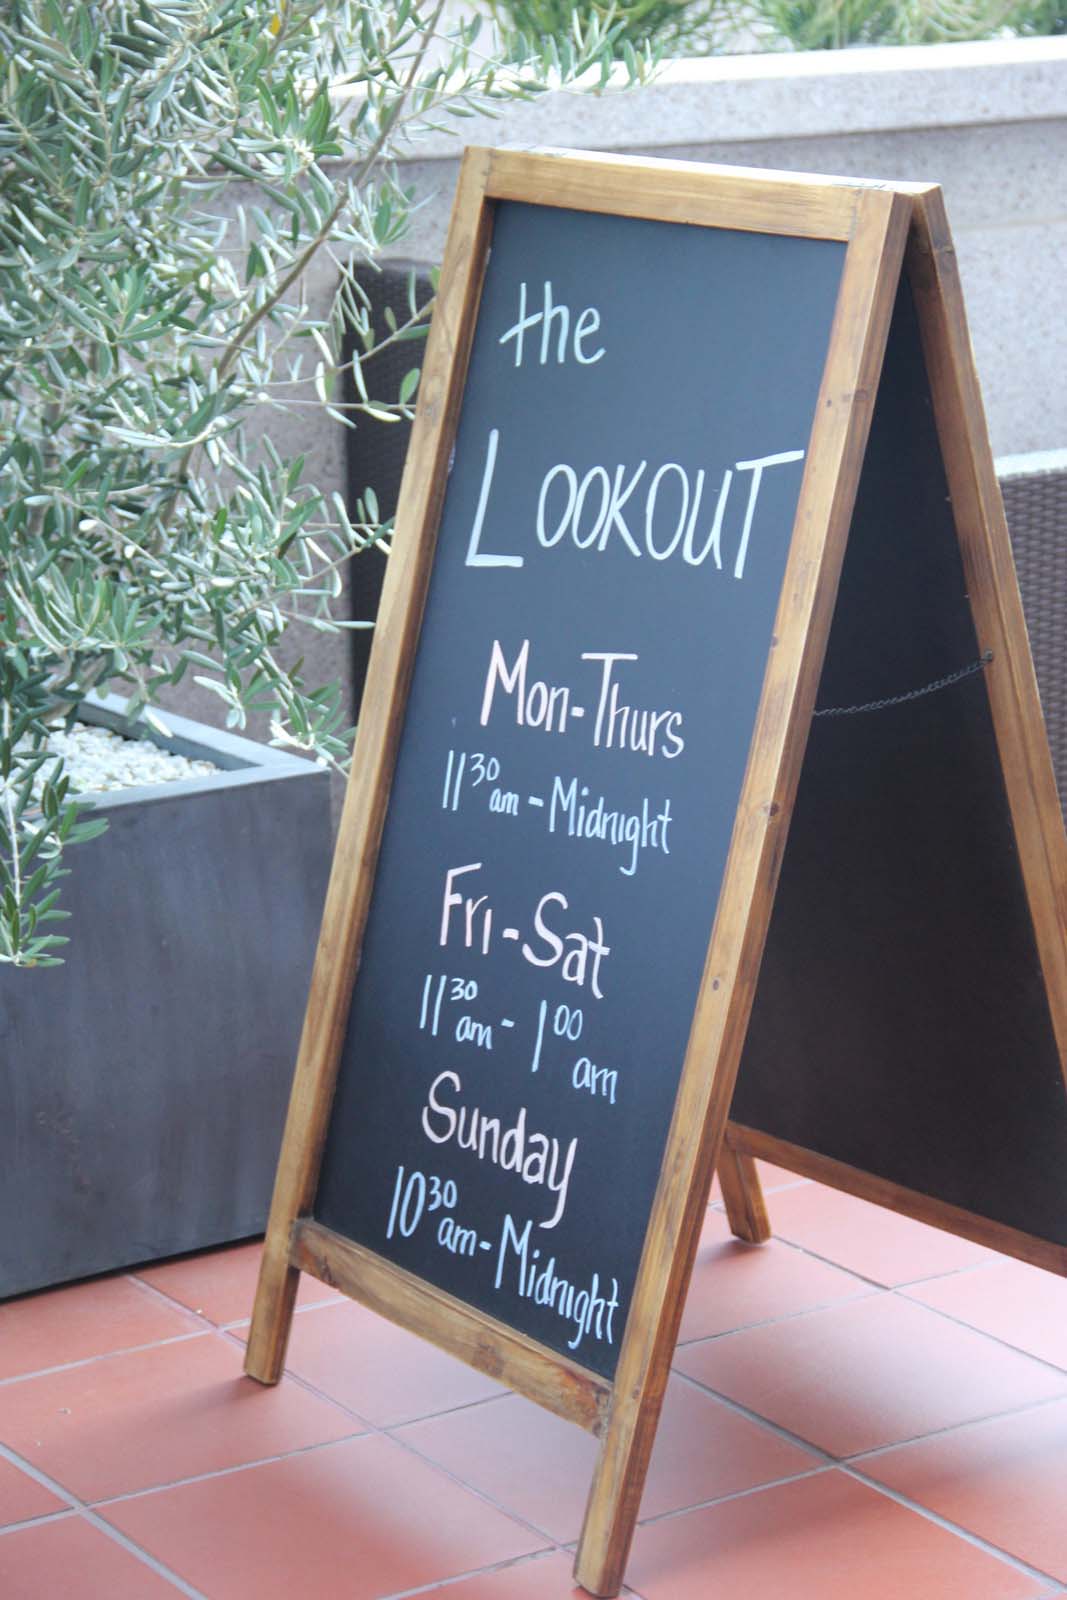 the
LOOKOUT
Mon-Thurs
11 30 am - Midnight
Fri-Sat
11 30 am - 1 00 am
Sunday
10 30 am - Midnight